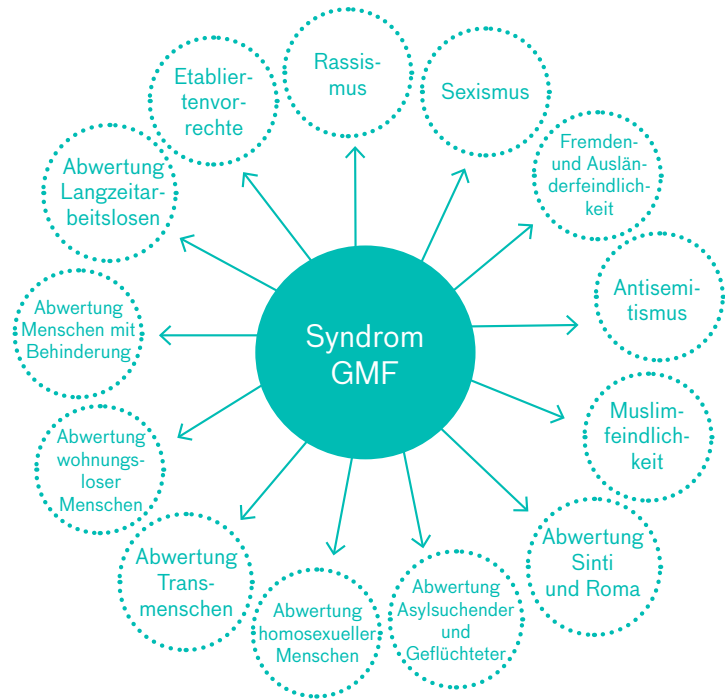 Rassis-
mus
Sexismus
Fremden-
und Auslän-
derfeindlich-
keit
Antisemi-
tismus
Muslim-
feindlich-
keit
Abwertung
Sinti
und Roma
Abwertung
Asylsuchender
und
Geflüchteter
Abwertung
homosexueller
Menschen
Abwertung
Trans-
menschen
Abwertung
wohnungs-
loser
Menschen
Abwertung
Menschen mit
Behinderung
Abwertung
Langzeitar-
beitslosen
Etablier-
tenvor-
rechte
Syndrom
GMF